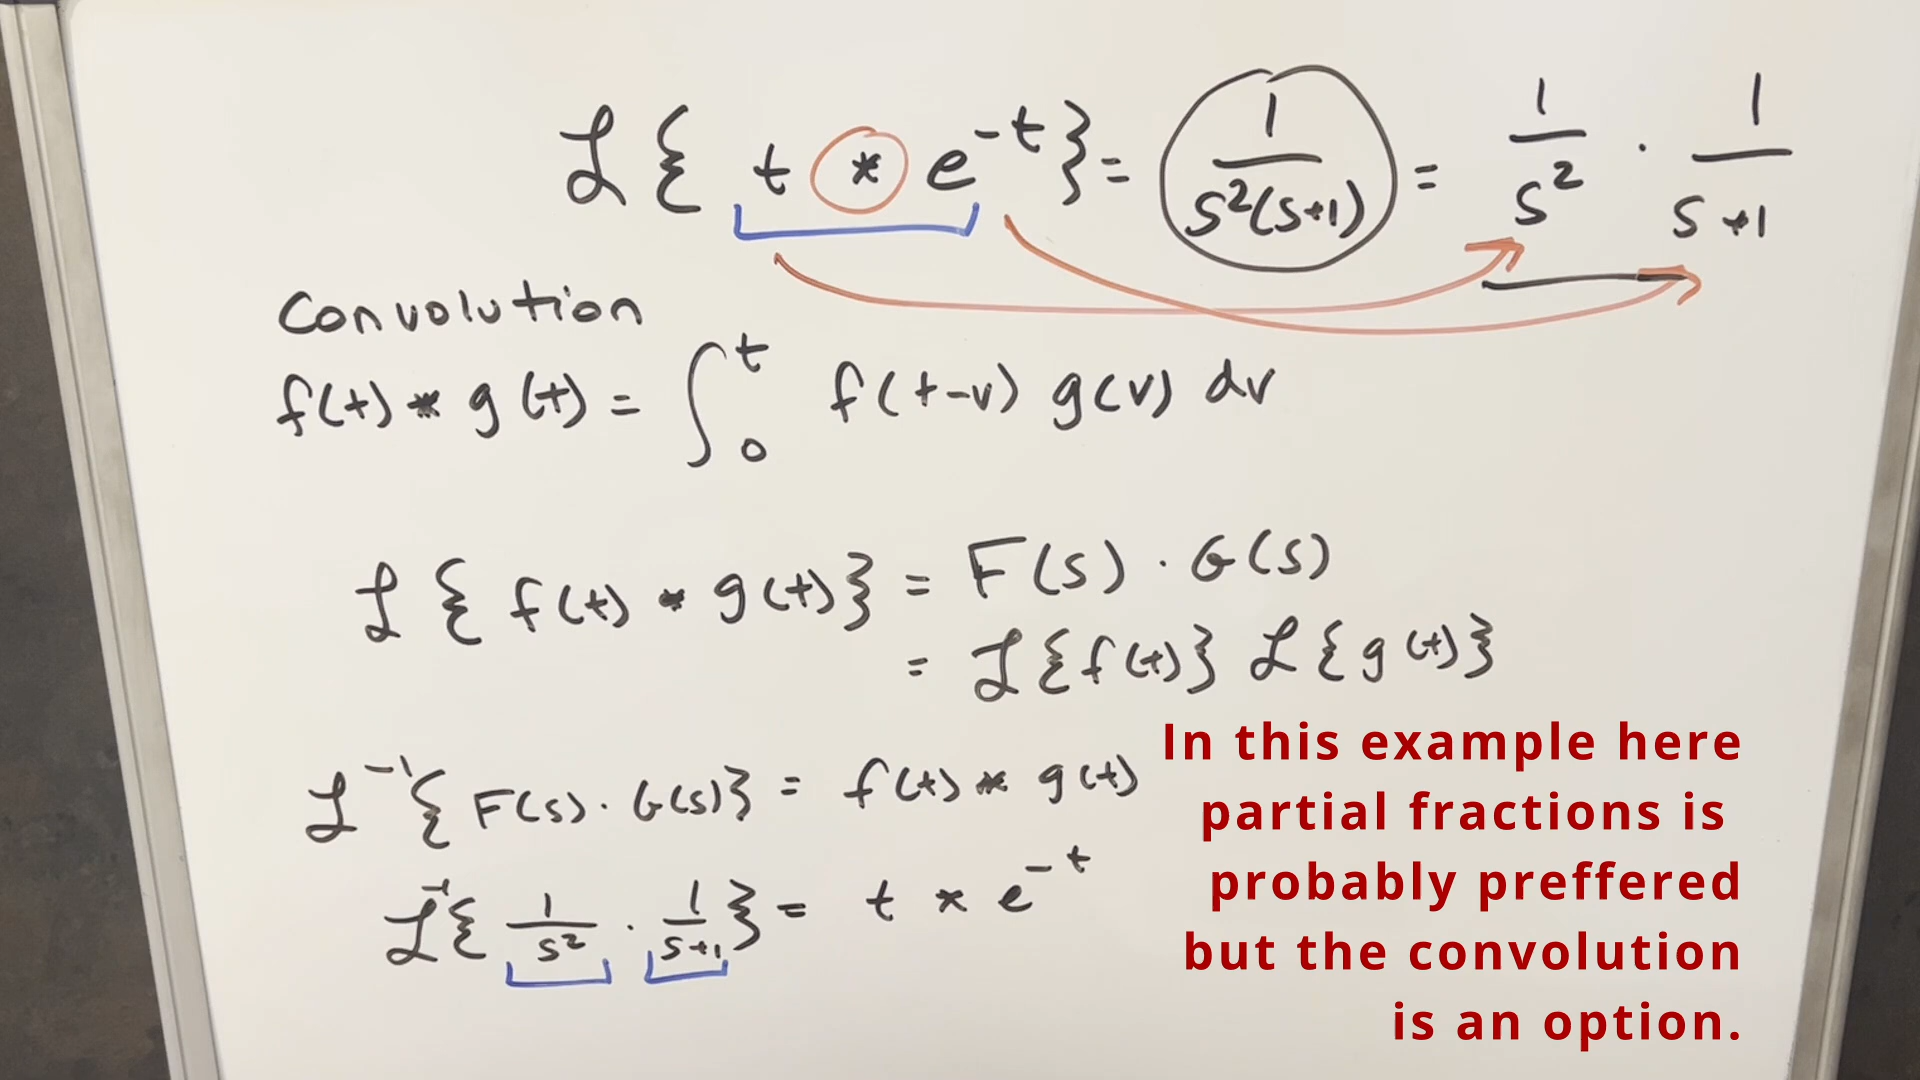 ℒ{ t * e^{-t} } = 1/(s²(s+1)) = 1/s² · 1/(s+1)
Convolution
f(t) * g(t) = ∫₀ᵗ f(t-v) g(v) dv
ℒ{ f(t) * g(t) } = F(s) · G(s)
= ℒ{f(t)} ℒ{g(t)}
ℒ⁻¹{ F(s) · G(s) } = f(t) * g(t)
ℒ⁻¹{ 1/s² · 1/(s+1) } = t * e^{-t}
In this example here
partial fractions is
probably preffered
but the convolution
is an option.